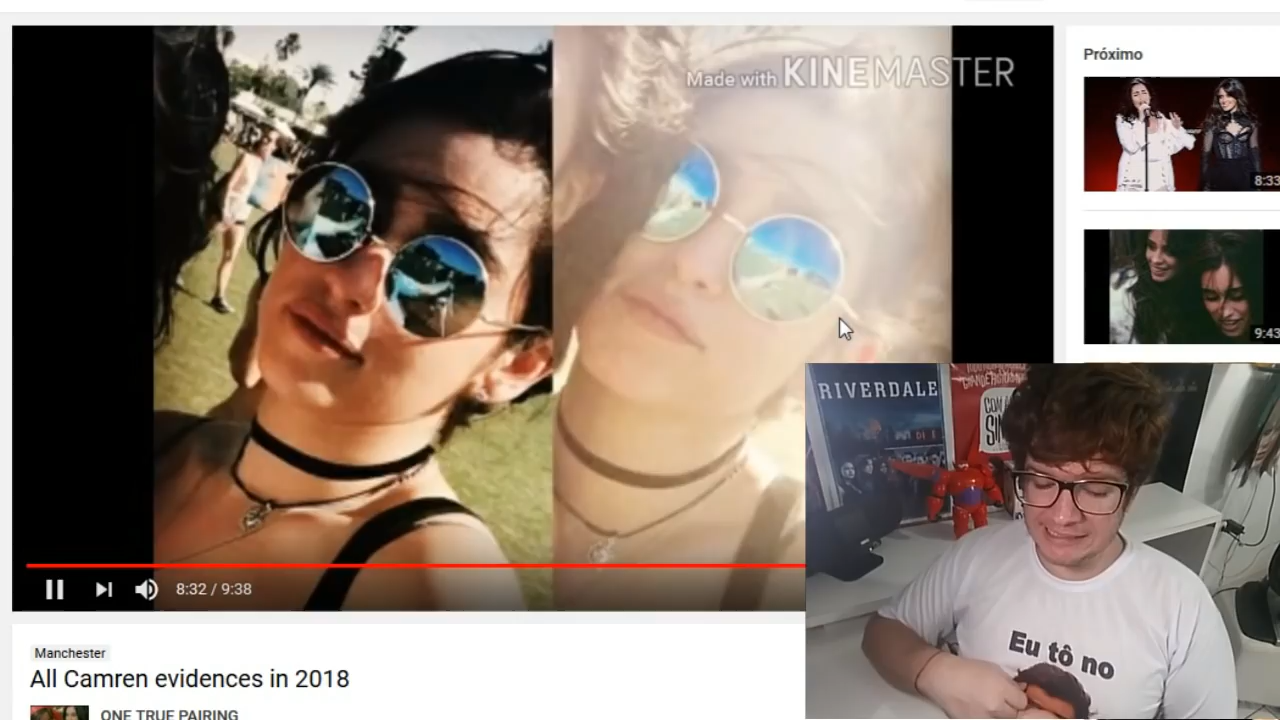 Próximo
Made with KINEMASTER
8:33
9:43
RIVERDALE
8:32 / 9:38
Manchester
All Camren evidences in 2018
ONE TRUE PAIRING
Eu tô no